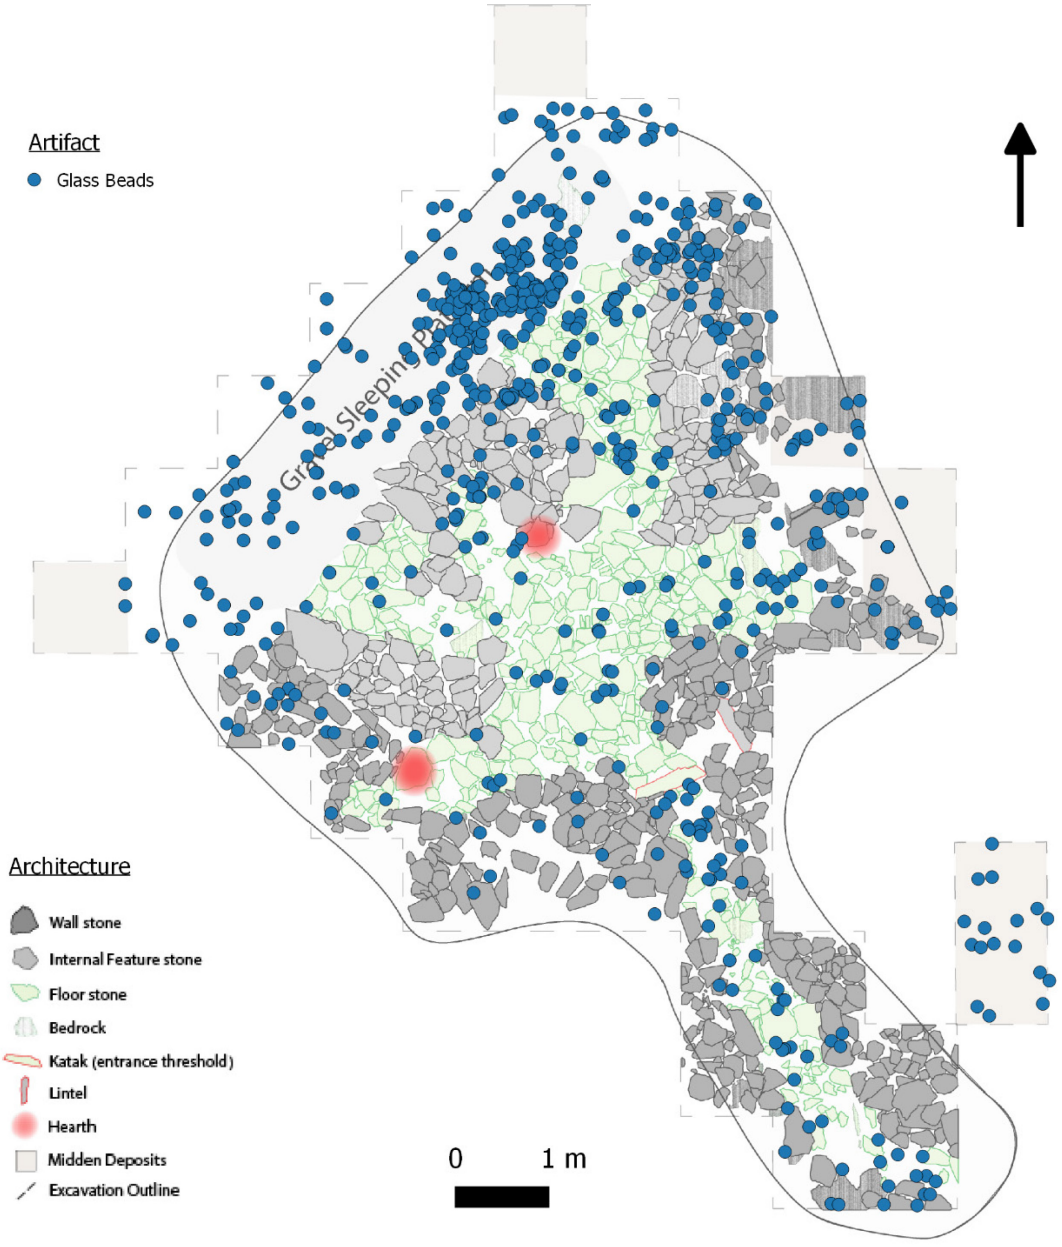 Artifact
Glass Beads
Gravel Sleeping Platform
Architecture
Wall stone
Internal Feature stone
Floor stone
Bedrock
Katak (entrance threshold)
Lintel
Hearth
Midden Deposits
Excavation Outline
0 1 m